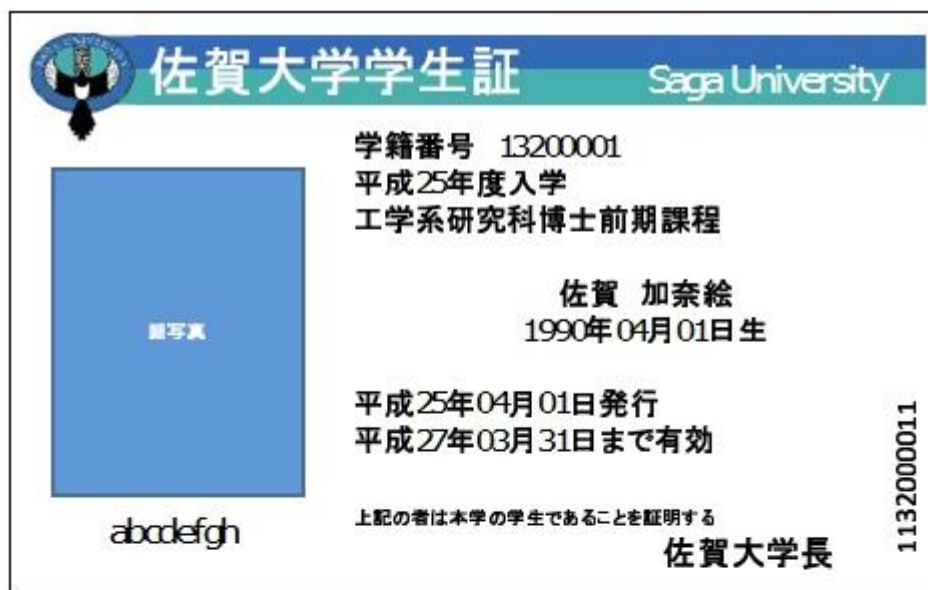 佐賀大学学生証 Saga University
学籍番号 13200001
平成25年度入学
工学系研究科博士前期課程
佐賀 加奈絵
1990年04月01日生
顔写真
平成25年04月01日発行
平成27年03月31日まで有効
abcdefgh
上記の者は本学の学生であることを証明する
佐賀大学長
1132000011